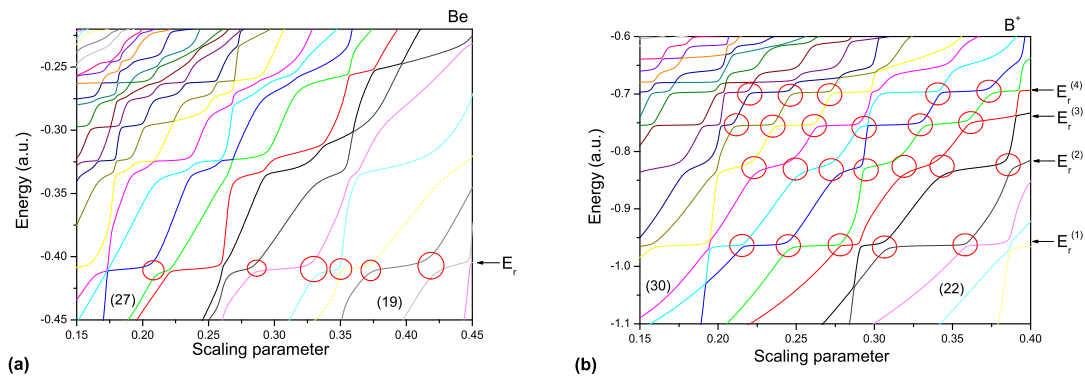 Be
Energy (a.u.)
-0.25
-0.30
-0.35
-0.40
-0.45
(27)
(19)
E_r
0.15 0.20 0.25 0.30 0.35 0.40 0.45
Scaling parameter
(a)
B⁺
Energy (a.u.)
-0.6
-0.7
-0.8
-0.9
-1.0
-1.1
(30)
(22)
E_r^(4)
E_r^(3)
E_r^(2)
E_r^(1)
0.15 0.20 0.25 0.30 0.35 0.40
Scaling parameter
(b)